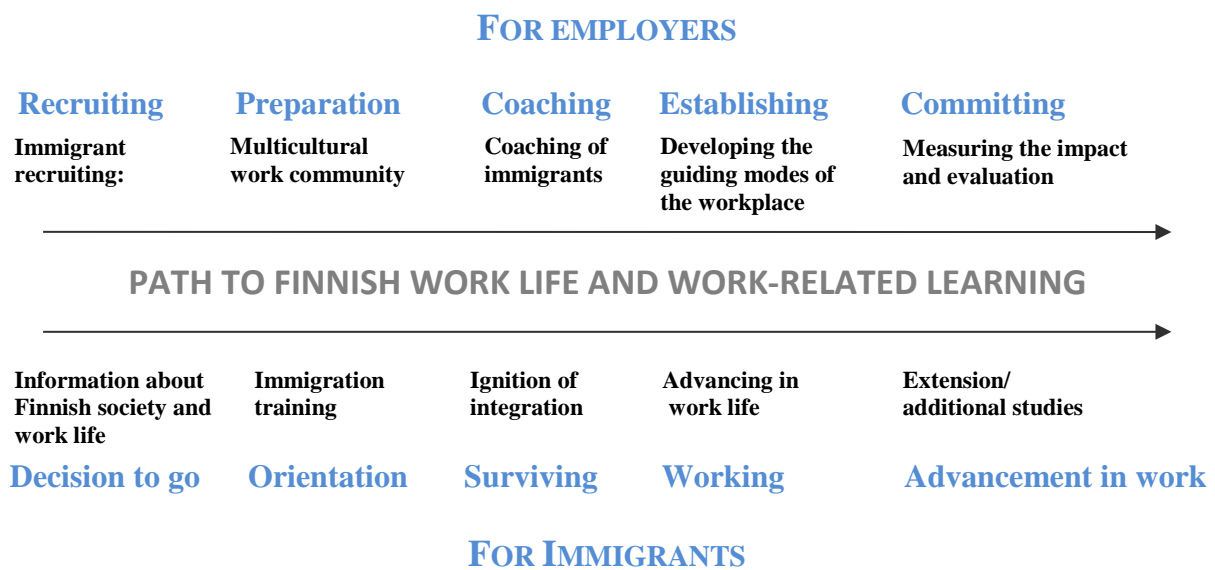 FOR EMPLOYERS
Recruiting Preparation Coaching Establishing Committing
Immigrant recruiting:
Multicultural work community
Coaching of immigrants
Developing the guiding modes of the workplace
Measuring the impact and evaluation
PATH TO FINNISH WORK LIFE AND WORK-RELATED LEARNING
Information about Finnish society and work life
Immigration training
Ignition of integration
Advancing in work life
Extension/ additional studies
Decision to go Orientation Surviving Working Advancement in work
FOR IMMIGRANTS